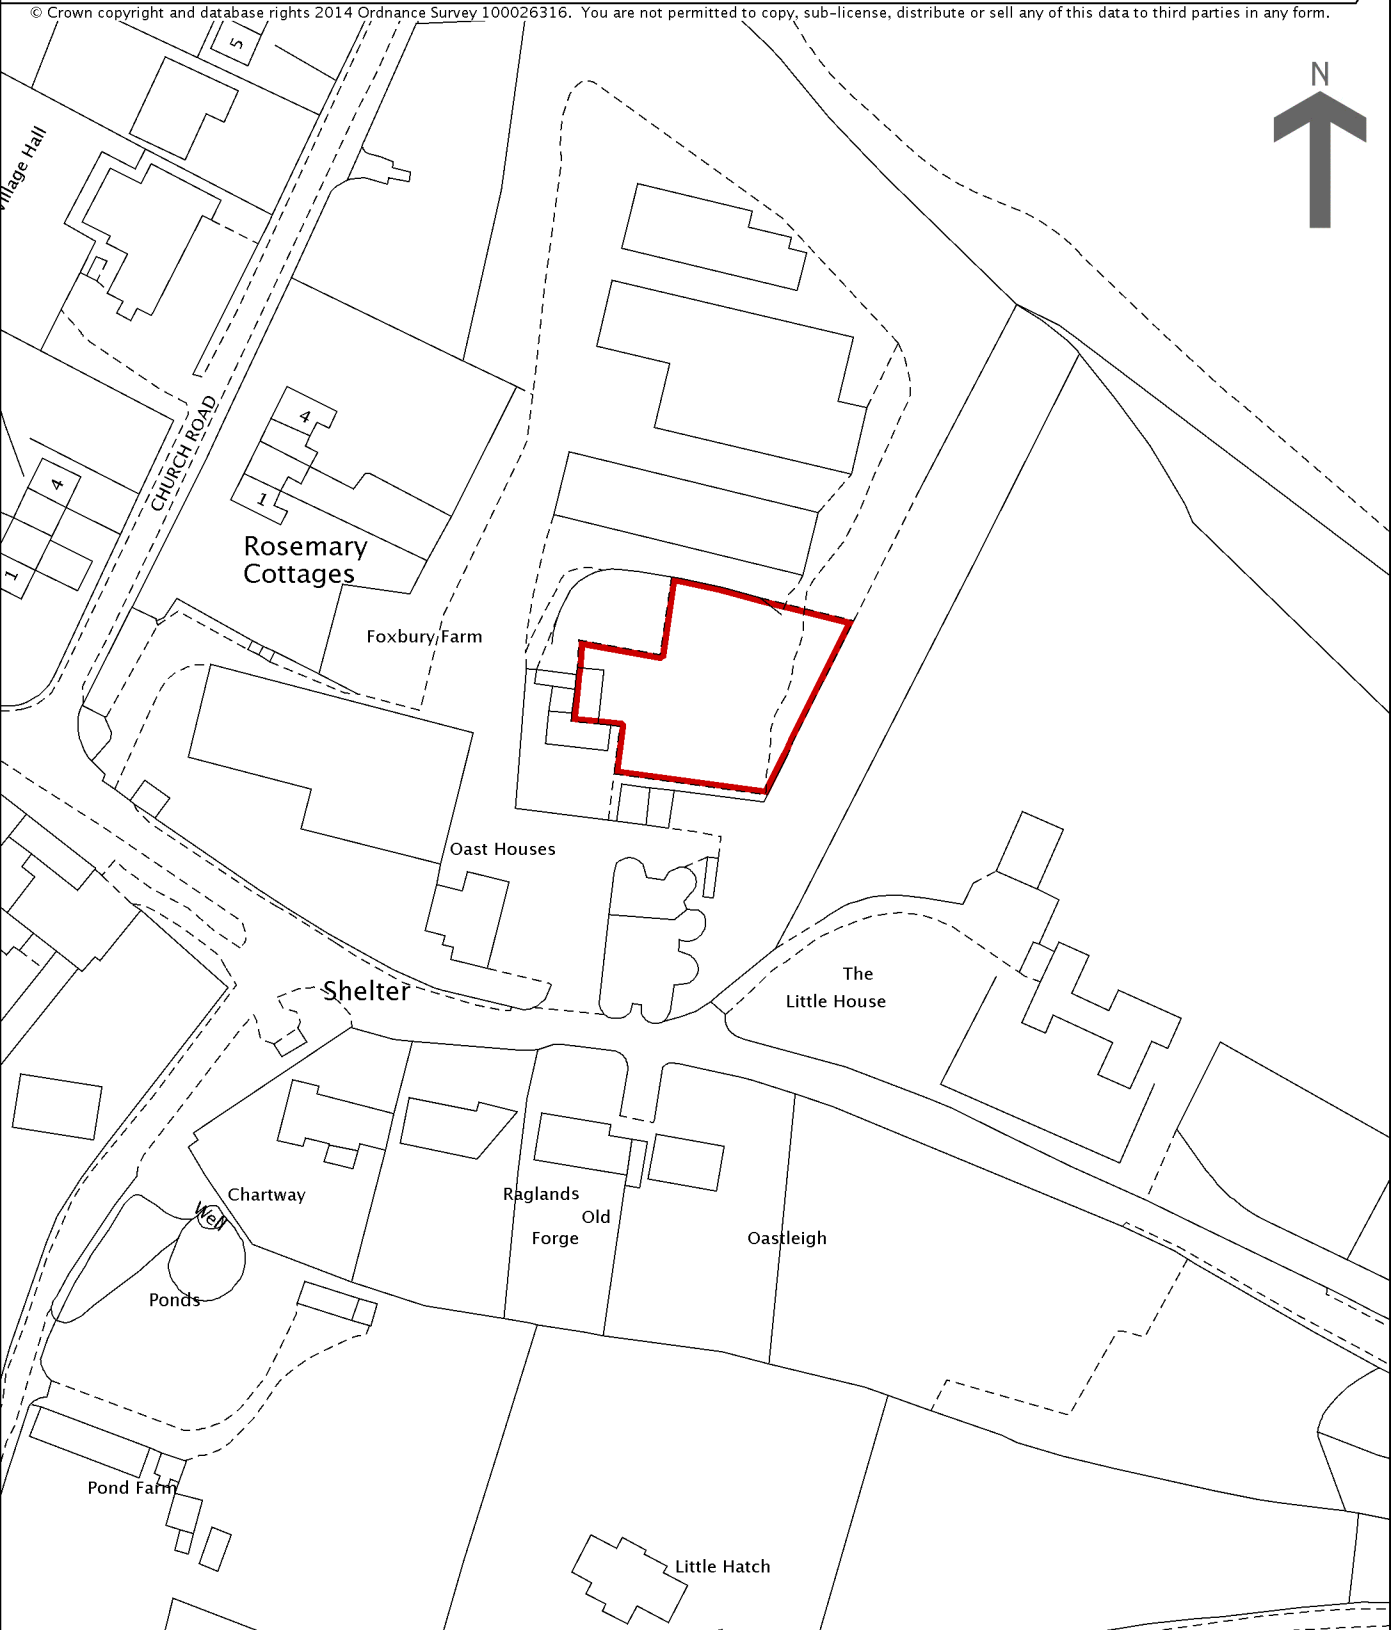 © Crown copyright and database rights 2014 Ordnance Survey 100026316. You are not permitted to copy, sub-license, distribute or sell any of this data to third parties in any form.
5
N
Village Hall
CHURCH ROAD
4
1
4
1
Rosemary
Cottages
Foxbury Farm
Oast Houses
Shelter
The
Little House
Chartway
Well
Raglands
Old
Forge
Oastleigh
Ponds
Pond Farm
Little Hatch